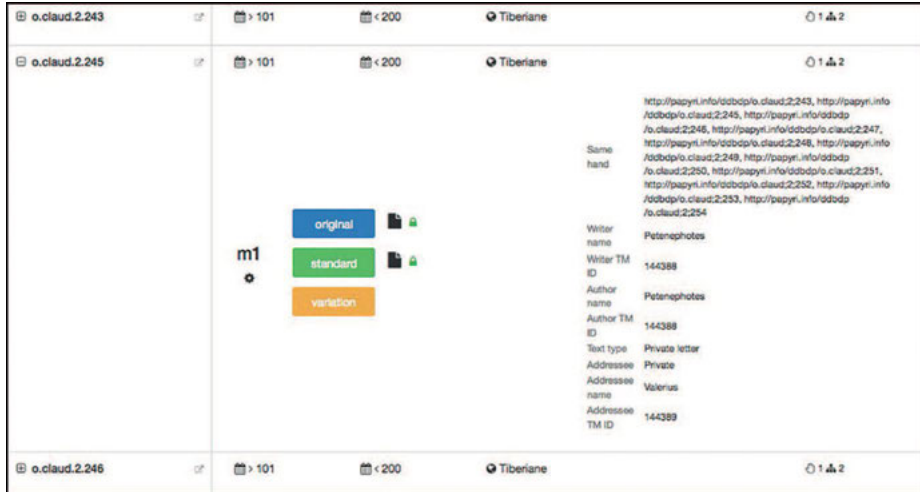 o.claud.2.243 > 101 < 200 Tiberiane 1 2
o.claud.2.245 > 101 < 200 Tiberiane 1 2
Same hand
http://papyri.info/ddbdp/o.claud;2;243, http://papyri.info
/ddbdp/o.claud;2;245, http://papyri.info/ddbdp
/o.claud;2;246, http://papyri.info/ddbdp/o.claud;2;247,
http://papyri.info/ddbdp/o.claud;2;248, http://papyri.info
/ddbdp/o.claud;2;249, http://papyri.info/ddbdp
/o.claud;2;250, http://papyri.info/ddbdp/o.claud;2;251,
http://papyri.info/ddbdp/o.claud;2;252, http://papyri.info
/ddbdp/o.claud;2;253, http://papyri.info/ddbdp
/o.claud;2;254
m1
original
standard
variation
Writer name Petenephotes
Writer TM ID 144388
Author name Petenephotes
Author TM ID 144388
Text type Private letter
Addressee Private
Addressee name Valerius
Addressee TM ID 144389
o.claud.2.246 > 101 < 200 Tiberiane 1 2